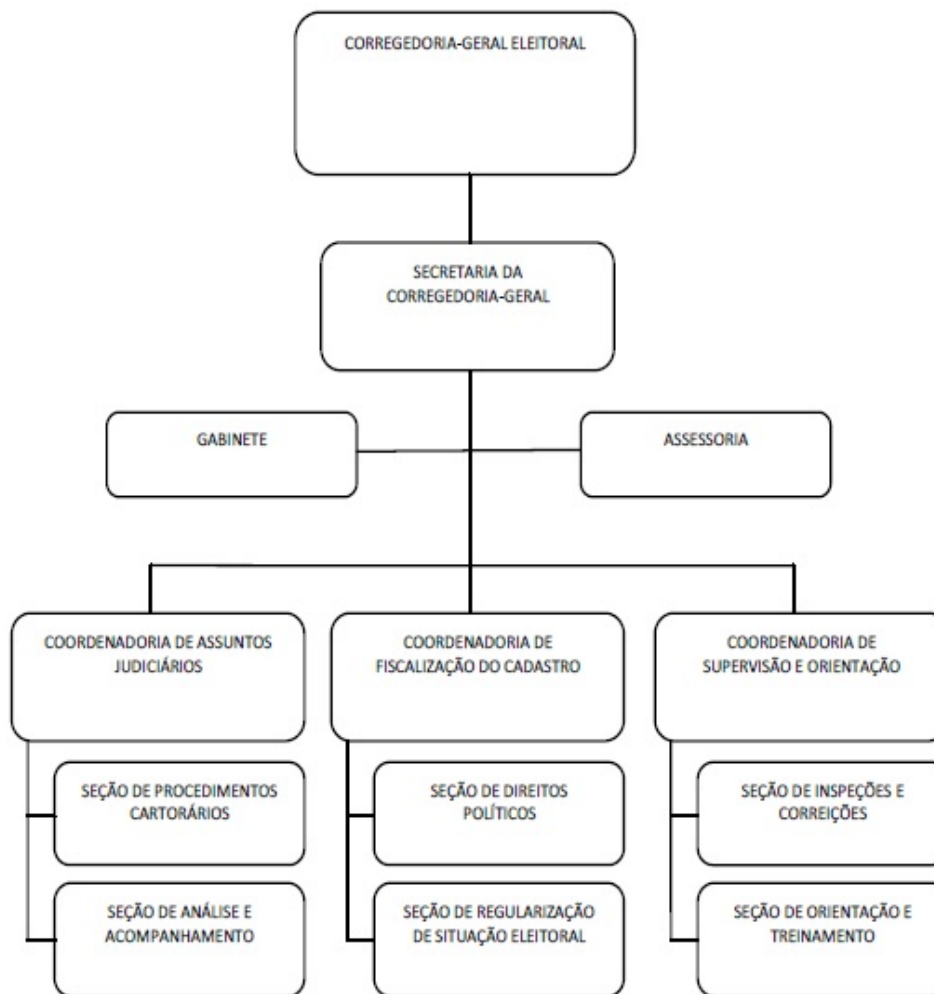 CORREGEDORIA-GERAL ELEITORAL
SECRETARIA DA
CORREGEDORIA-GERAL
GABINETE
ASSESSORIA
COORDENADORIA DE ASSUNTOS
JUDICIÁRIOS
COORDENADORIA DE
FISCALIZAÇÃO DO CADASTRO
COORDENADORIA DE
SUPERVISÃO E ORIENTAÇÃO
SEÇÃO DE PROCEDIMENTOS
CARTORÁRIOS
SEÇÃO DE DIREITOS
POLÍTICOS
SEÇÃO DE INSPEÇÕES E
CORREIÇÕES
SEÇÃO DE ANÁLISE E
ACOMPANHAMENTO
SEÇÃO DE REGULARIZAÇÃO
DE SITUAÇÃO ELEITORAL
SEÇÃO DE ORIENTAÇÃO E
TREINAMENTO